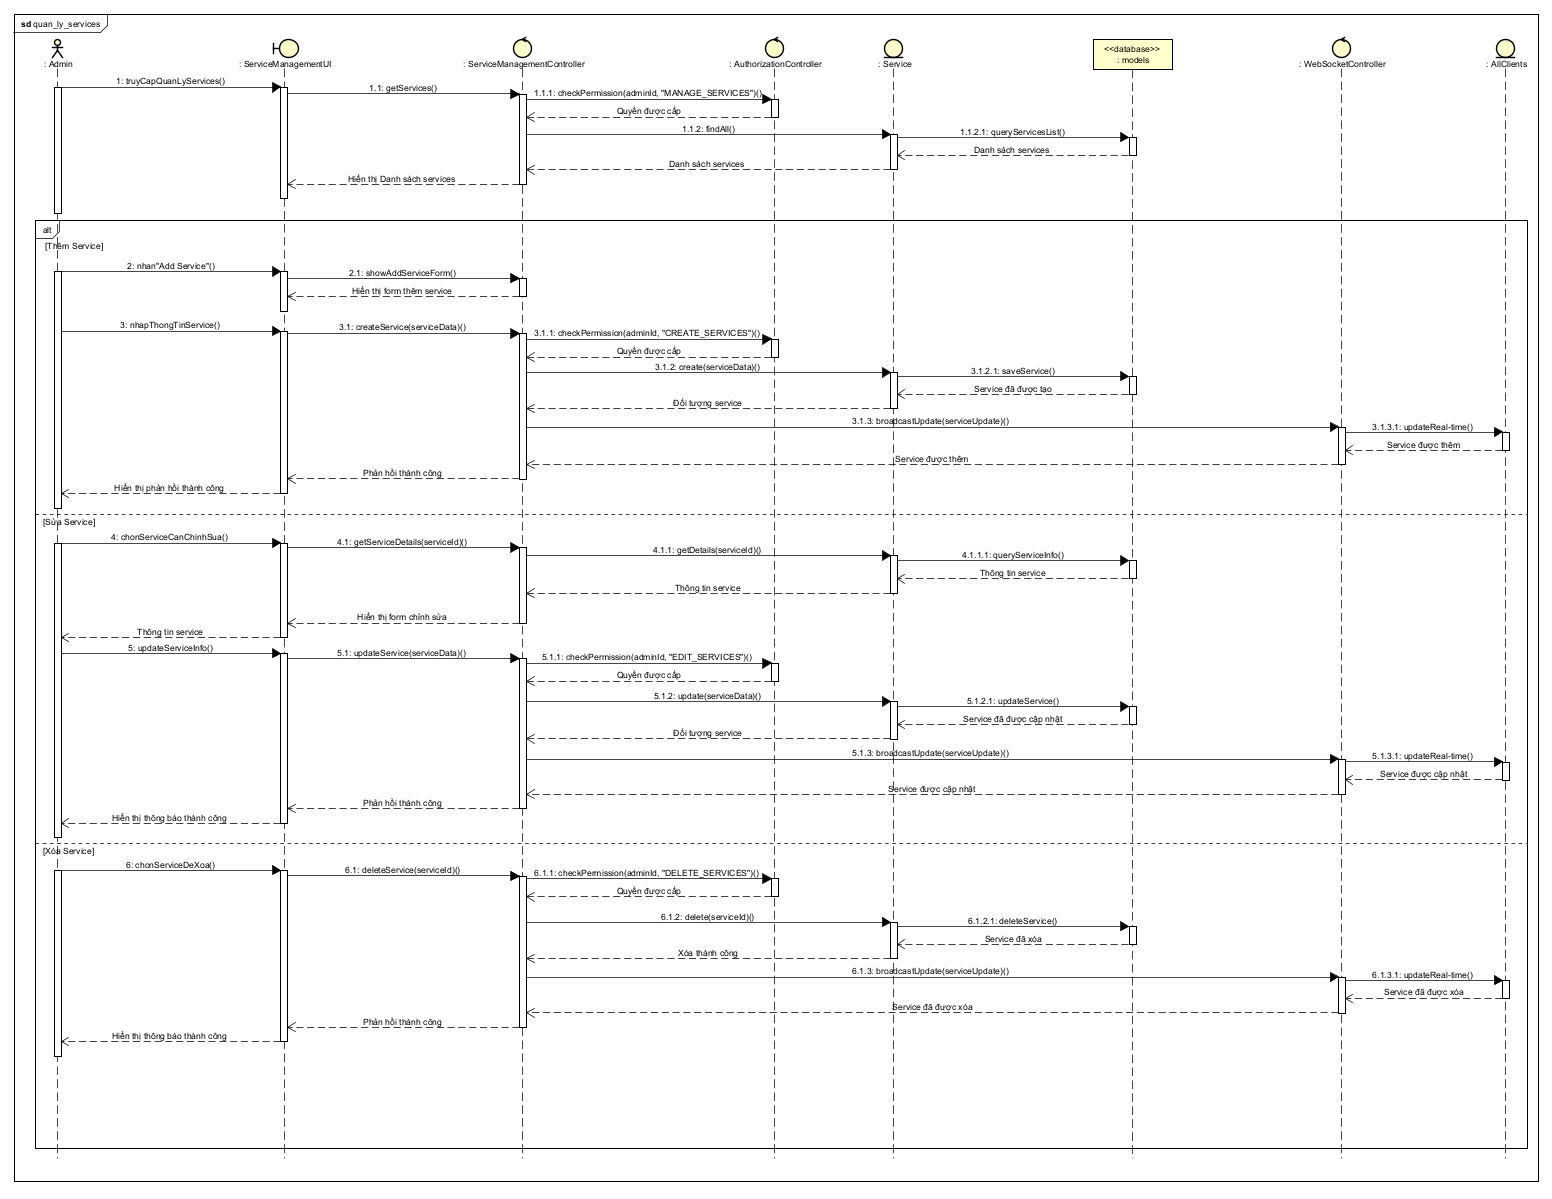 sd quan_ly_services
: Admin
: ServiceManagementUI
: ServiceManagementController
: AuthorizationController
: Service
<<database>>
: models
: WebSocketController
: AllClients
1: truyCapQuanLyServices()
1.1: getServices()
1.1.1: checkPermission(adminId, "MANAGE_SERVICES")()
Quyền được cấp
1.1.2: findAll()
1.1.2.1: queryServicesList()
Danh sách services
Danh sách services
Hiển thị Danh sách services
alt
[Thêm Service]
2: nhan"Add Service"()
2.1: showAddServiceForm()
Hiển thị form thêm service
3: nhapThongTinService()
3.1: createService(serviceData)()
3.1.1: checkPermission(adminId, "CREATE_SERVICES")()
Quyền được cấp
3.1.2: create(serviceData)()
3.1.2.1: saveService()
Service đã được tạo
Đối tượng service
3.1.3: broadcastUpdate(serviceUpdate)()
3.1.3.1: updateReal-time()
Service được thêm
Service được thêm
Phản hồi thành công
Hiển thị phản hồi thành công
[Sửa Service]
4: chonServiceCanChinhSua()
4.1: getServiceDetails(serviceId)()
4.1.1: getDetails(serviceId)()
4.1.1.1: queryServiceInfo()
Thông tin service
Thông tin service
Hiển thị form chỉnh sửa
Thông tin service
5: updateServiceInfo()
5.1: updateService(serviceData)()
5.1.1: checkPermission(adminId, "EDIT_SERVICES")()
Quyền được cấp
5.1.2: update(serviceData)()
5.1.2.1: updateService()
Service đã được cập nhật
Đối tượng service
5.1.3: broadcastUpdate(serviceUpdate)()
5.1.3.1: updateReal-time()
Service được cập nhật
Service được cập nhật
Phản hồi thành công
Hiển thị thông báo thành công
[Xóa Service]
6: chonServiceDeXoa()
6.1: deleteService(serviceId)()
6.1.1: checkPermission(adminId, "DELETE_SERVICES")()
Quyền được cấp
6.1.2: delete(serviceId)()
6.1.2.1: deleteService()
Service đã xóa
Xóa thành công
6.1.3: broadcastUpdate(serviceUpdate)()
6.1.3.1: updateReal-time()
Service đã được xóa
Service đã được xóa
Phản hồi thành công
Hiển thị thông báo thành công